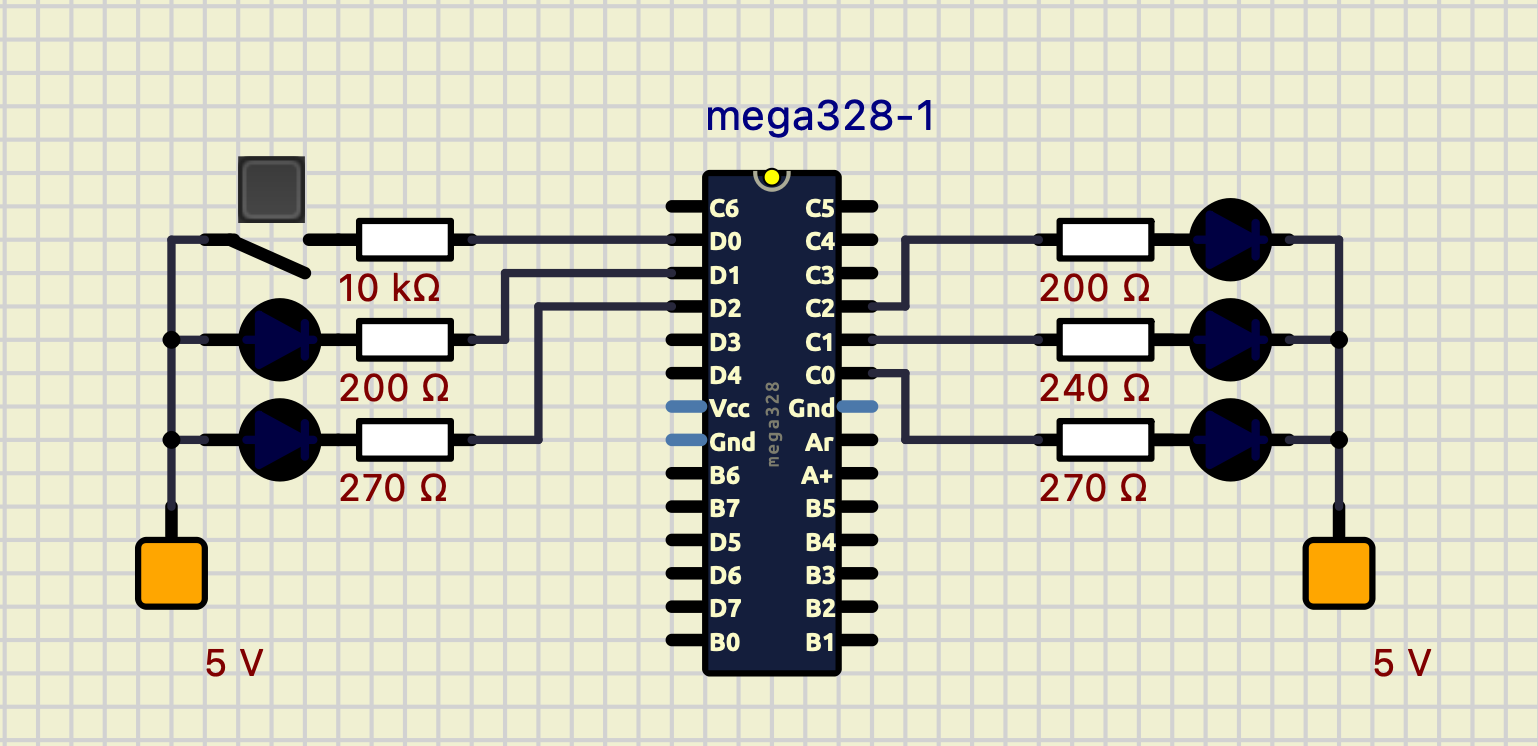 mega328-1
C6 C5
D0 C4
D1 C3
D2 C2
D3 C1
D4 C0
Vcc Gnd
Gnd Ar
B6 A+
B7 B5
D5 B4
D6 B3
D7 B2
B0 B1
mega328
10 kΩ
200 Ω
270 Ω
5 V
200 Ω
240 Ω
270 Ω
5 V